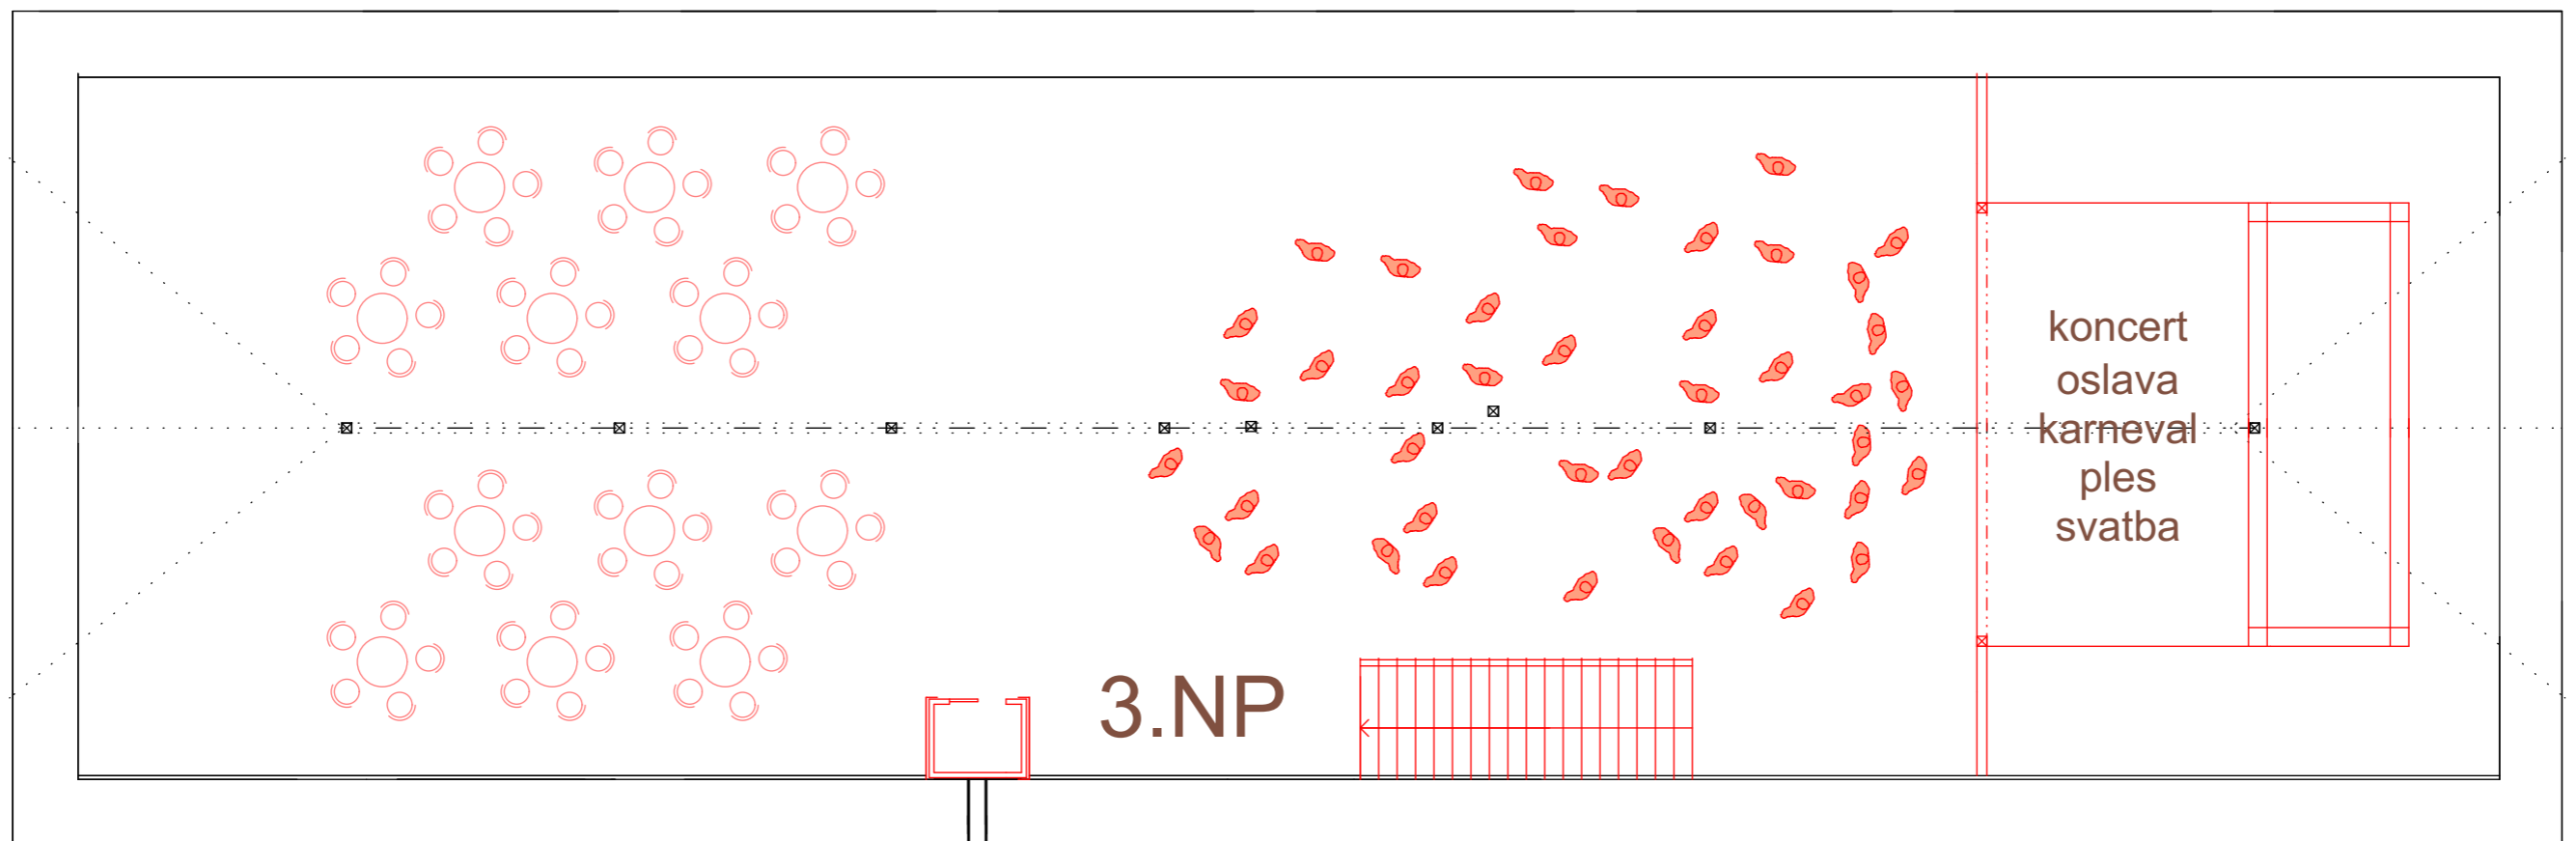 koncert
oslava
karneval
ples
svatba
3.NP